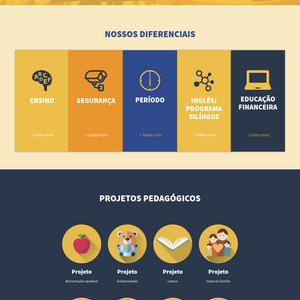 NOSSOS DIFERENCIAIS
ENSINO
SEGURANÇA
PERÍODO
INGLÊS/
PROGRAMA
BILÍNGUE
EDUCAÇÃO
FINANCEIRA
+ Saiba mais
+ Saiba mais
+ Saiba mais
+ Saiba mais
+ Saiba mais
PROJETOS PEDAGÓGICOS
Projeto
Alimentação saudável
Projeto
Solidariedade
Projeto
Leitura
Projeto
Festa da Família